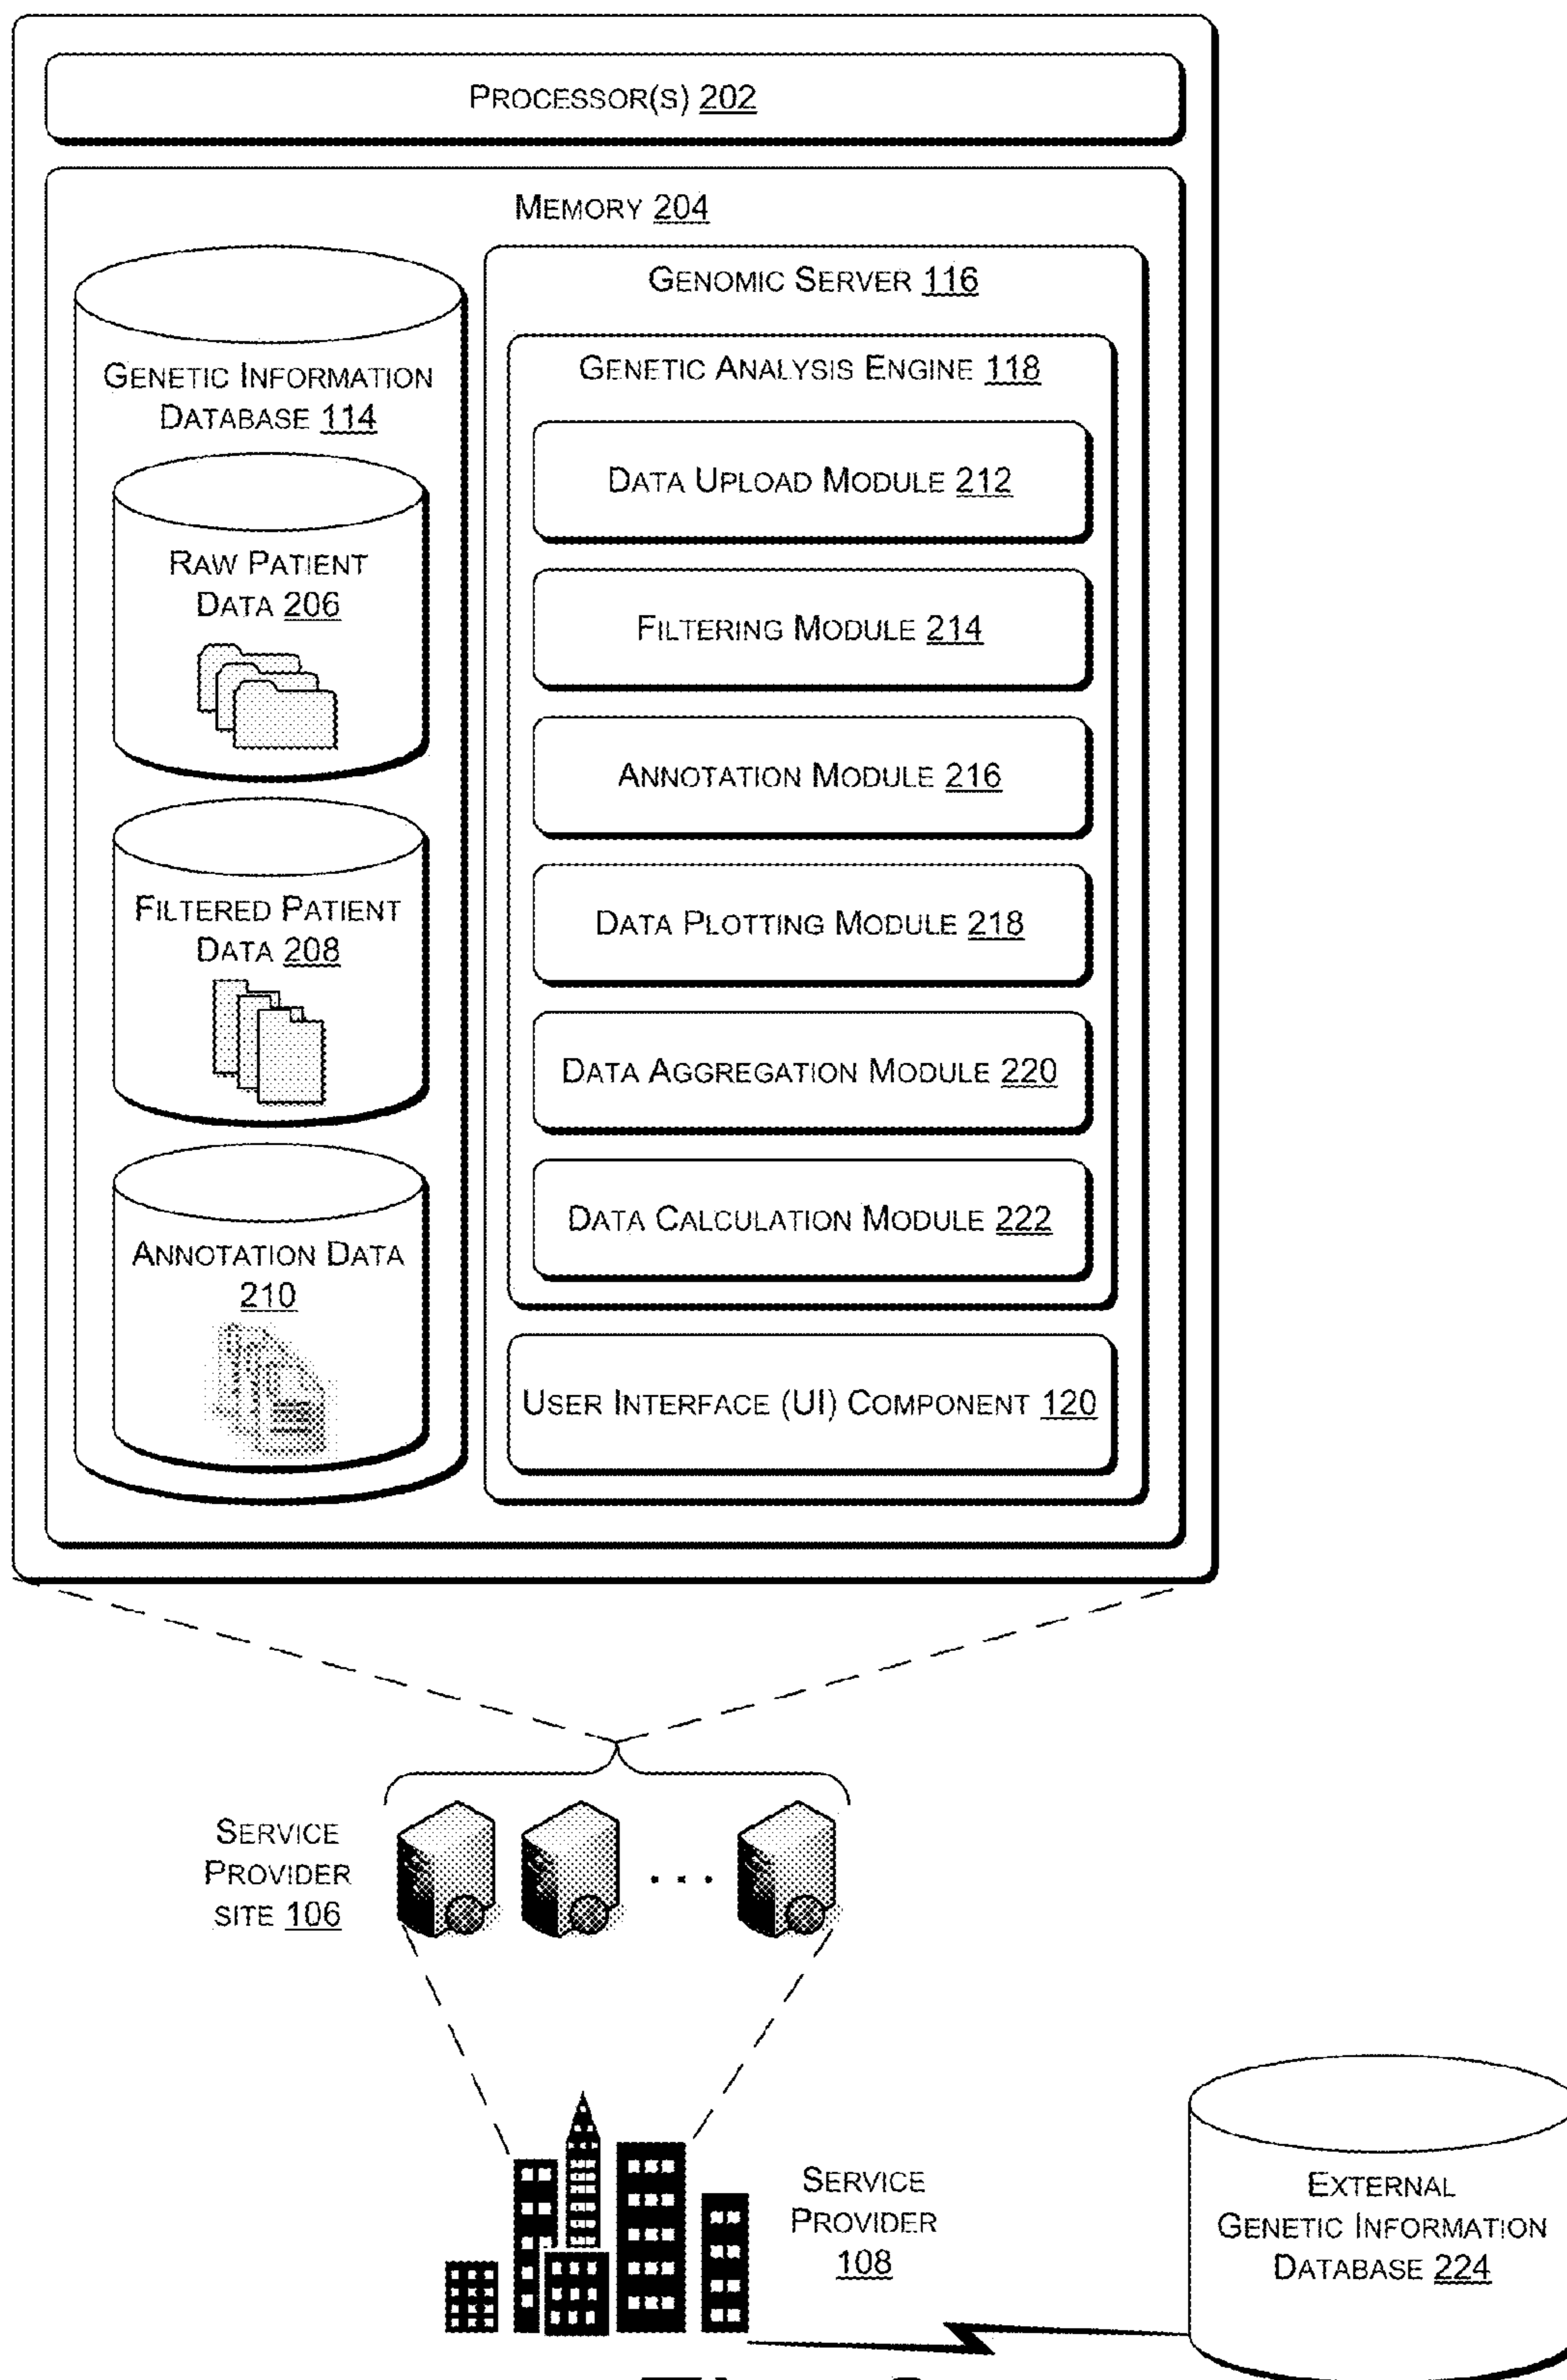 PROCESSOR(S) 202
MEMORY 204
GENETIC INFORMATION
DATABASE 114
RAW PATIENT
DATA 206
FILTERED PATIENT
DATA 208
ANNOTATION DATA
210
GENOMIC SERVER 116
GENETIC ANALYSIS ENGINE 118
DATA UPLOAD MODULE 212
FILTERING MODULE 214
ANNOTATION MODULE 216
DATA PLOTTING MODULE 218
DATA AGGREGATION MODULE 220
DATA CALCULATION MODULE 222
USER INTERFACE (UI) COMPONENT 120
SERVICE
PROVIDER
SITE 106
SERVICE
PROVIDER
108
EXTERNAL
GENETIC INFORMATION
DATABASE 224